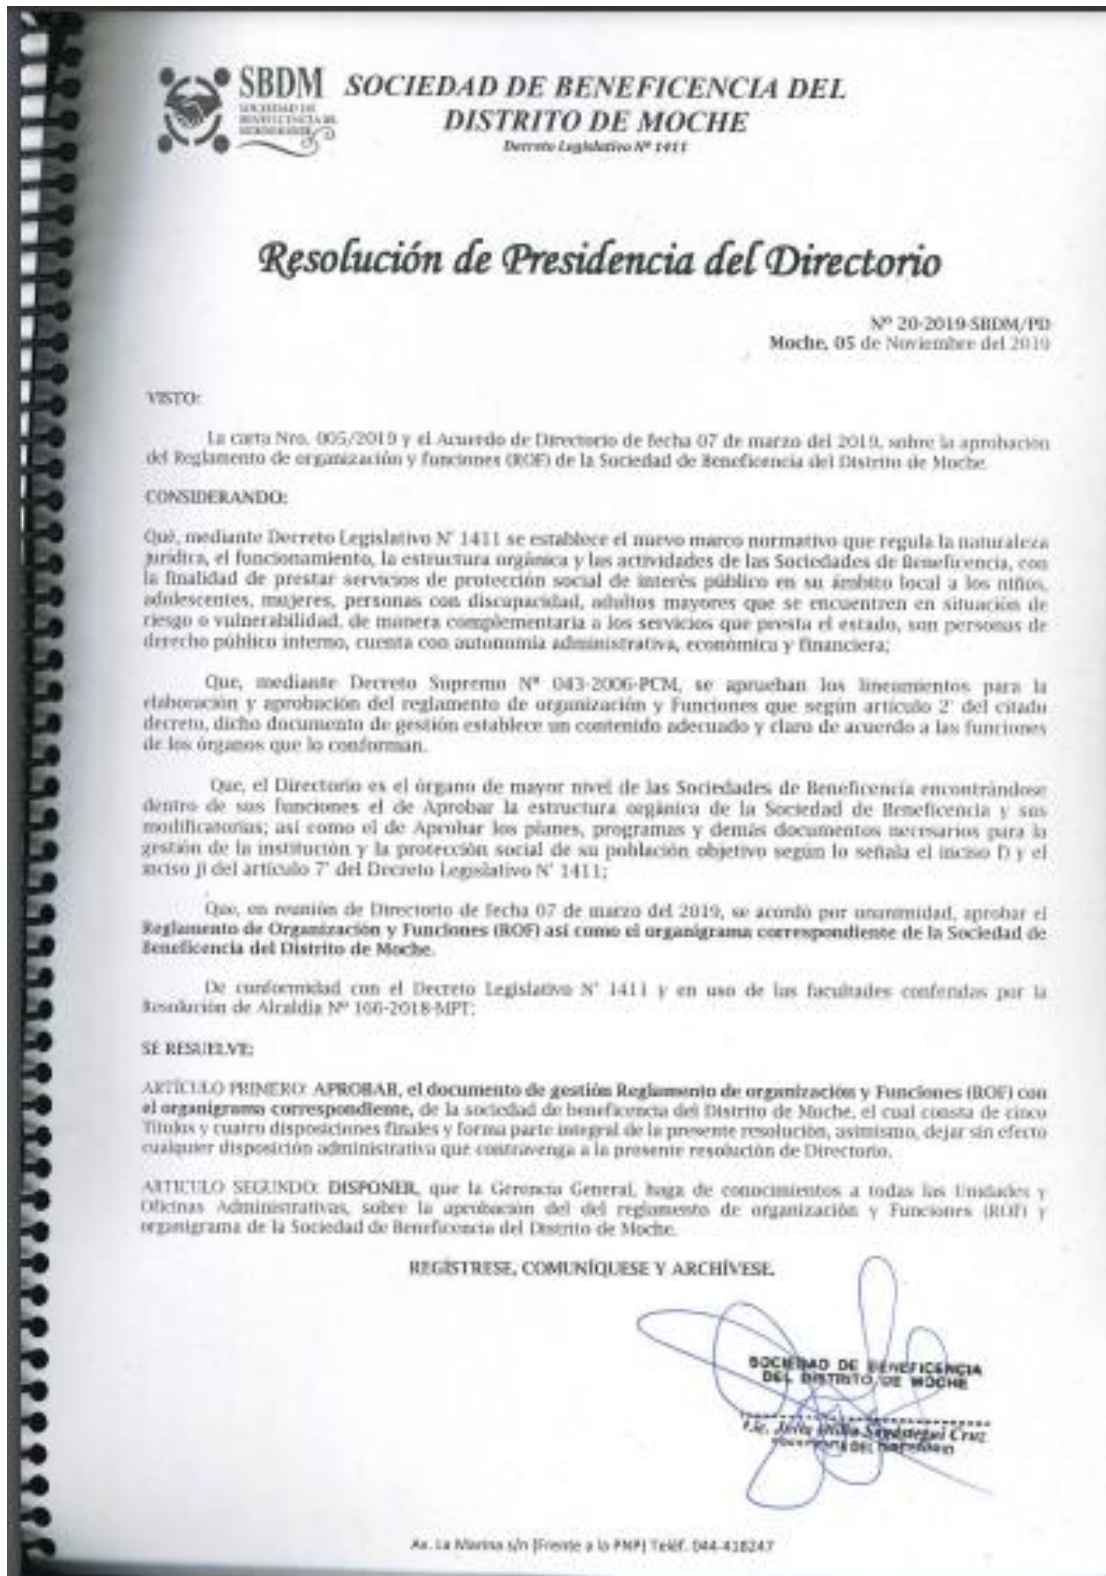 SBDM
SOCIEDAD DE
BENEFICENCIA DEL
SOCIEDAD DE BENEFICENCIA DEL
DISTRITO DE MOCHE
Decreto Legislativo Nº 1411
Resolución de Presidencia del Directorio
Nº 20-2019-SBDM/PD
Moche, 05 de Noviembre del 2019
VISTO:
La carta Nro. 005/2019 y el Acuerdo de Directorio de fecha 07 de marzo del 2019, sobre la aprobación
del Reglamento de organización y funciones (ROF) de la Sociedad de Beneficencia del Distrito de Moche.
CONSIDERANDO:
Qué, mediante Decreto Legislativo N° 1411 se establece el nuevo marco normativo que regula la naturaleza
jurídica, el funcionamiento, la estructura orgánica y las actividades de las Sociedades de Beneficencia, con
la finalidad de prestar servicios de protección social de interés público en su ámbito local a los niños,
adolescentes, mujeres, personas con discapacidad, adultos mayores que se encuentren en situación de
riesgo o vulnerabilidad, de manera complementaria a los servicios que presta el estado, son personas de
derecho público interno, cuenta con autonomía administrativa, económica y financiera;
Que, mediante Decreto Supremo Nº 043-2006-PCM, se aprueban los lineamientos para la
elaboración y aprobación del reglamento de organización y Funciones que según artículo 2° del citado
decreto, dicho documento de gestión establece un contenido adecuado y claro de acuerdo a las funciones
de los órganos que lo conforman.
Que, el Directorio es el órgano de mayor nivel de las Sociedades de Beneficencia encontrándose
dentro de sus funciones el de Aprobar la estructura orgánica de la Sociedad de Beneficencia y sus
modificatorias; así como el de Aprobar los planes, programas y demás documentos necesarios para la
gestión de la institución y la protección social de su población objetivo según lo señala el inciso f) y el
inciso j) del artículo 7° del Decreto Legislativo N° 1411;
Que, en reunión de Directorio de fecha 07 de marzo del 2019, se acordó por unanimidad, aprobar el
Reglamento de Organización y Funciones (ROF) así como el organigrama correspondiente de la Sociedad de
Beneficencia del Distrito de Moche.
De conformidad con el Decreto Legislativo N° 1411 y en uso de las facultades conferidas por la
Resolución de Alcaldía Nº 166-2018-MPT;
SE RESUELVE:
ARTÍCULO PRIMERO: APROBAR, el documento de gestión Reglamento de organización y Funciones (ROF) con
el organigrama correspondiente, de la sociedad de beneficencia del Distrito de Moche, el cual consta de cinco
Títulos y cuatro disposiciones finales y forma parte integral de la presente resolución, asimismo, dejar sin efecto
cualquier disposición administrativa que contravenga a la presente resolución de Directorio.
ARTICULO SEGUNDO: DISPONER, que la Gerencia General, haga de conocimientos a todas las Unidades y
Oficinas Administrativas, sobre la aprobación del del reglamento de organización y Funciones (ROF) y
organigrama de la Sociedad de Beneficencia del Distrito de Moche.
REGÍSTRESE, COMUNÍQUESE Y ARCHÍVESE.
SOCIEDAD DE BENEFICENCIA
DEL DISTRITO DE MOCHE
Lic. Cruz
DEL DIRECTORIO
Av. La Marina s/n (Frente a la PNP) Teléf. 044-418247